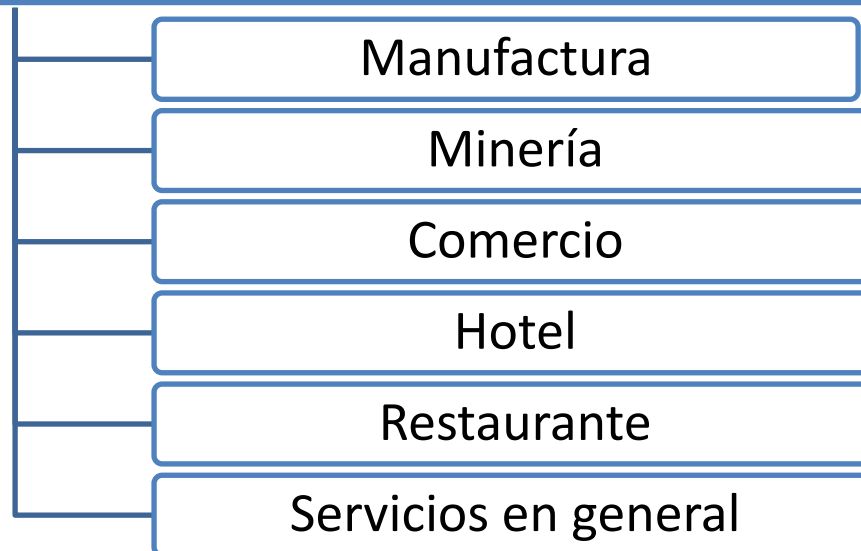 Manufactura
Minería
Comercio
Hotel
Restaurante
Servicios en general